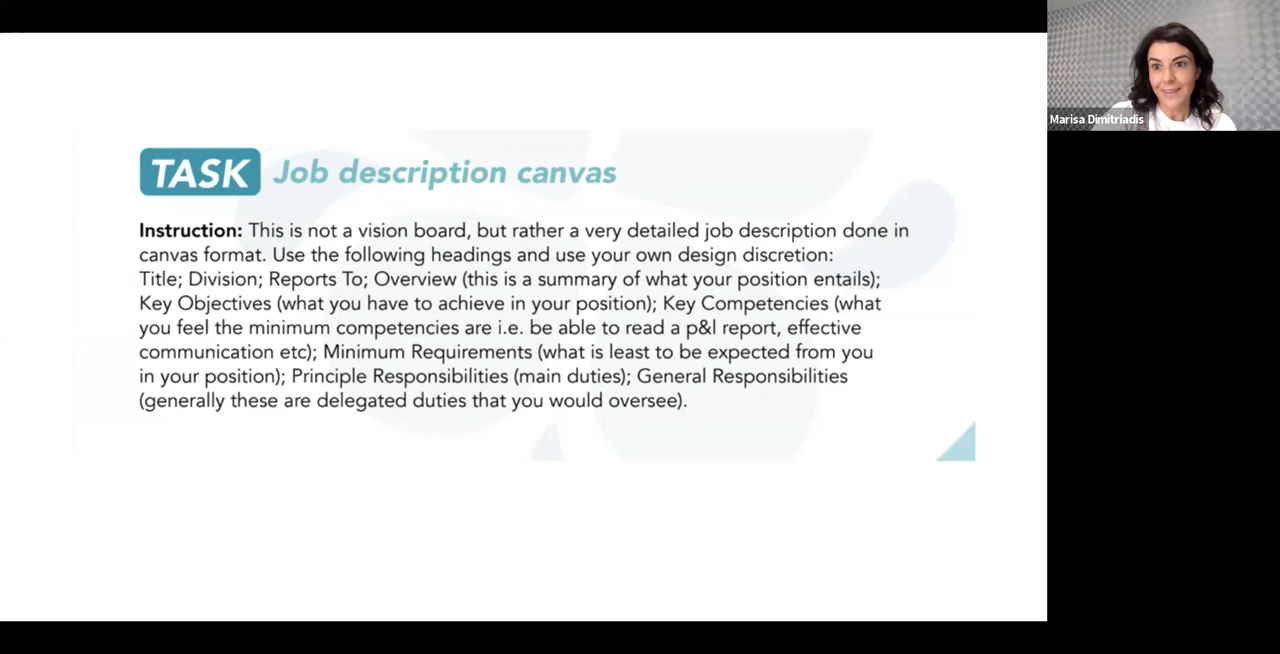 TASK Job description canvas
Instruction: This is not a vision board, but rather a very detailed job description done in
canvas format. Use the following headings and use your own design discretion:
Title; Division; Reports To; Overview (this is a summary of what your position entails);
Key Objectives (what you have to achieve in your position); Key Competencies (what
you feel the minimum competencies are i.e. be able to read a p&l report, effective
communication etc); Minimum Requirements (what is least to be expected from you
in your position); Principle Responsibilities (main duties); General Responsibilities
(generally these are delegated duties that you would oversee).
Marisa Dimitriadis